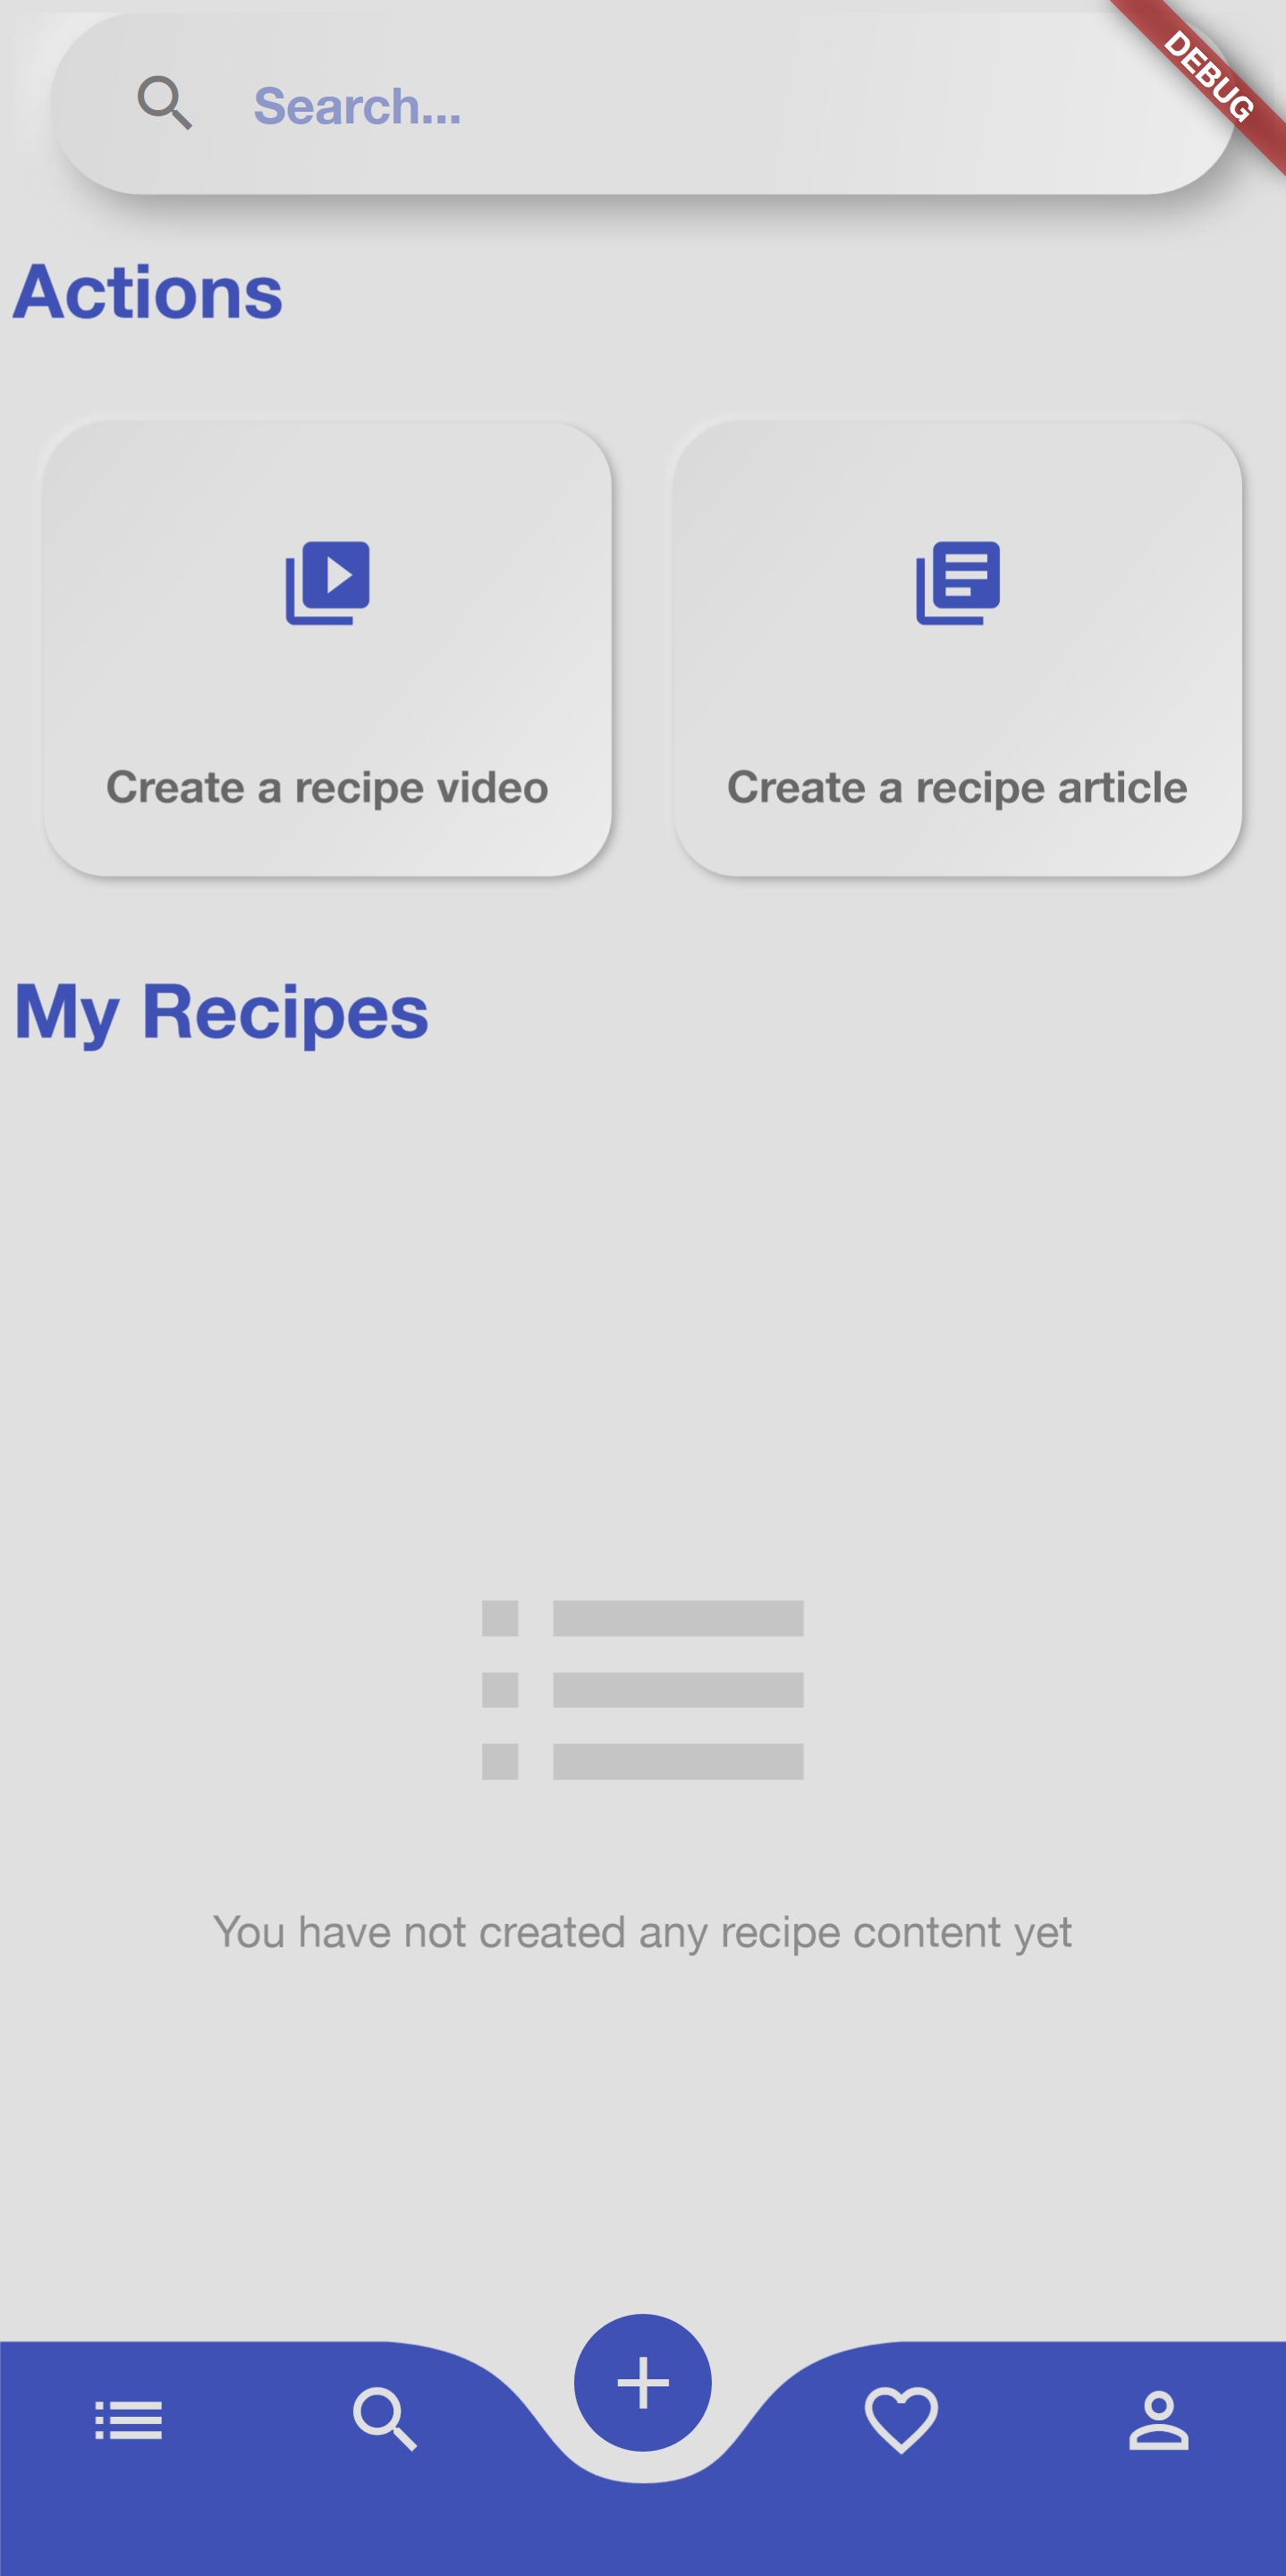 Search...
DEBUG
Actions
Create a recipe video
Create a recipe article
My Recipes
You have not created any recipe content yet